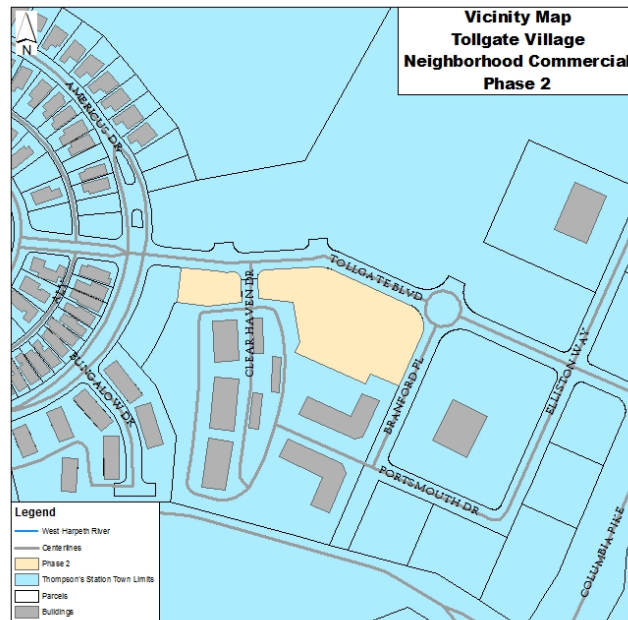 Vicinity Map
Tollgate Village
Neighborhood Commercial
Phase 2
N
AMERICUS DR
TOLLGATE BLVD
CLEAR HAVEN DR
ALY
BUNGALOW DR
BRANFORD PL
ELLISTON WAY
PORTSMOUTH DR
COLUMBIA PIKE
Legend
West Harpeth River
Centerlines
Phase 2
Thompson's Station Town Limits
Parcels
Buildings